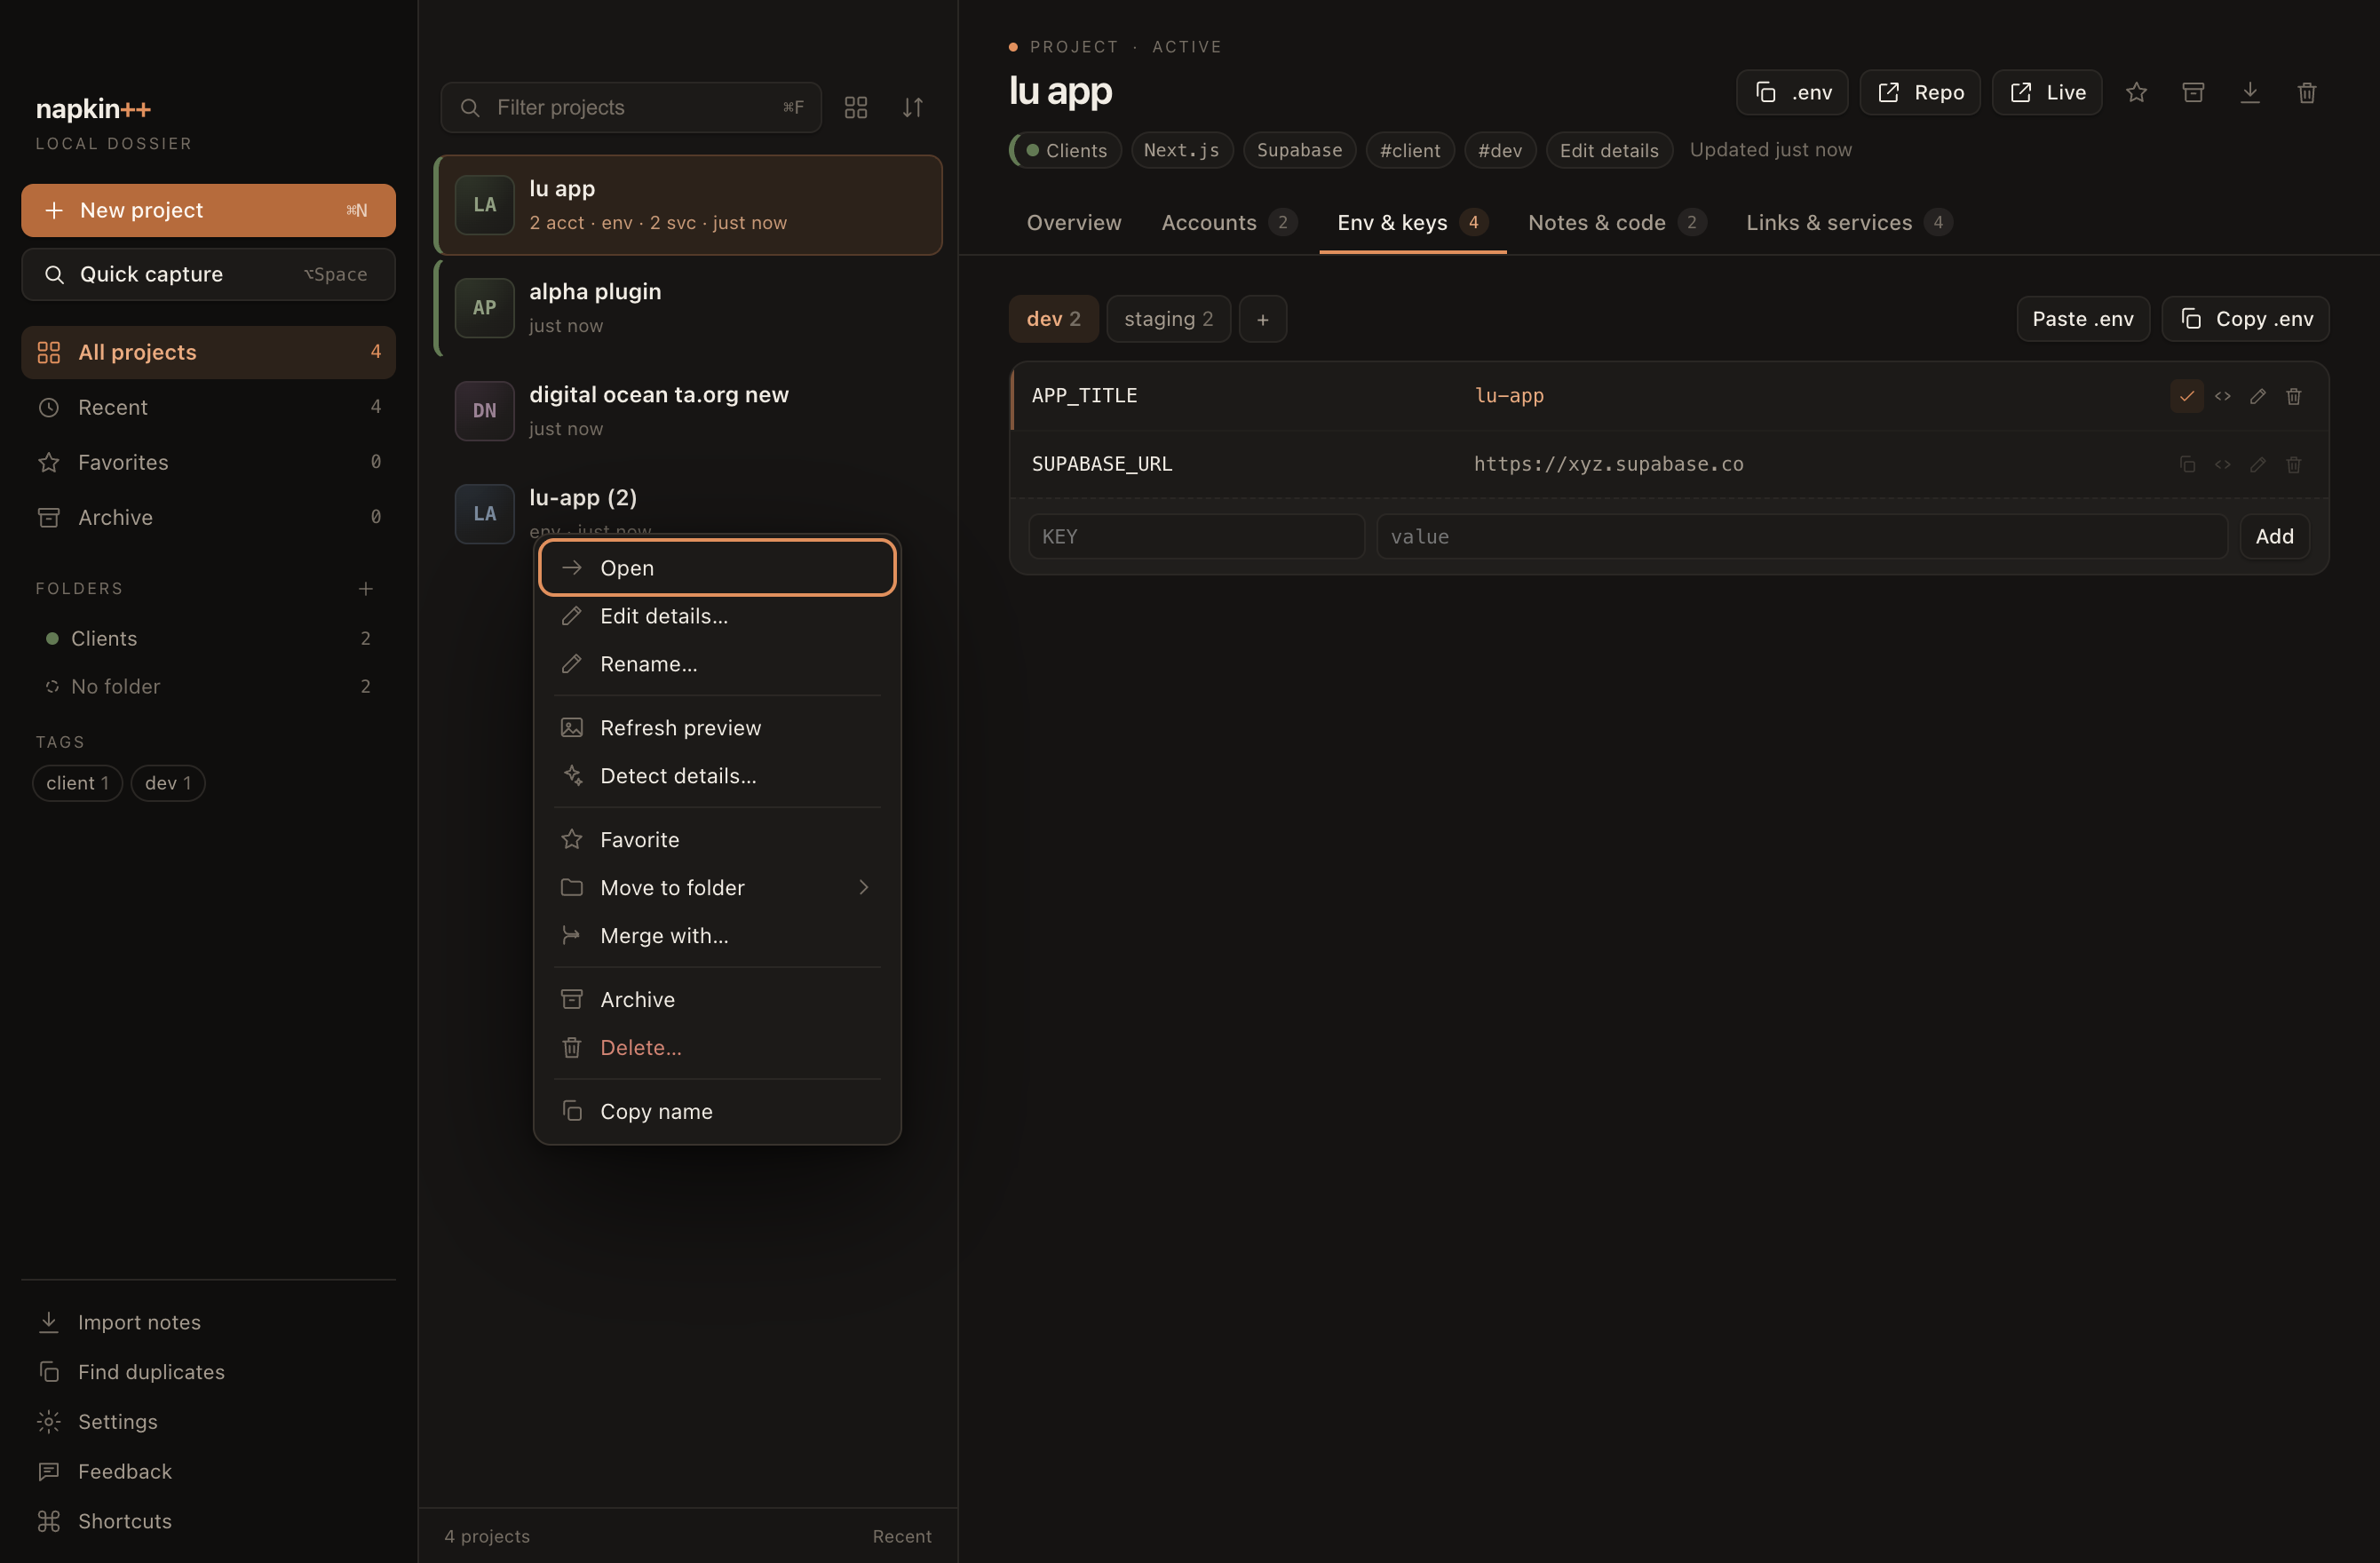 napkin++
LOCAL DOSSIER
New project ⌘N
Quick capture ⌥Space
All projects 4
Recent 4
Favorites 0
Archive 0
FOLDERS
Clients 2
No folder 2
TAGS
client 1 dev 1
Import notes
Find duplicates
Settings
Feedback
Shortcuts
Filter projects ⌘F
LA lu app
2 acct · env · 2 svc · just now
AP alpha plugin
just now
DN digital ocean ta.org new
just now
LA lu-app (2)
env · just now
Open
Edit details...
Rename...
Refresh preview
Detect details...
Favorite
Move to folder
Merge with...
Archive
Delete...
Copy name
4 projects Recent
PROJECT · ACTIVE
lu app
.env Repo Live
Clients Next.js Supabase #client #dev Edit details Updated just now
Overview Accounts 2 Env & keys 4 Notes & code 2 Links & services 4
dev 2 staging 2 + Paste .env Copy .env
APP_TITLE lu-app
SUPABASE_URL https://xyz.supabase.co
KEY value Add